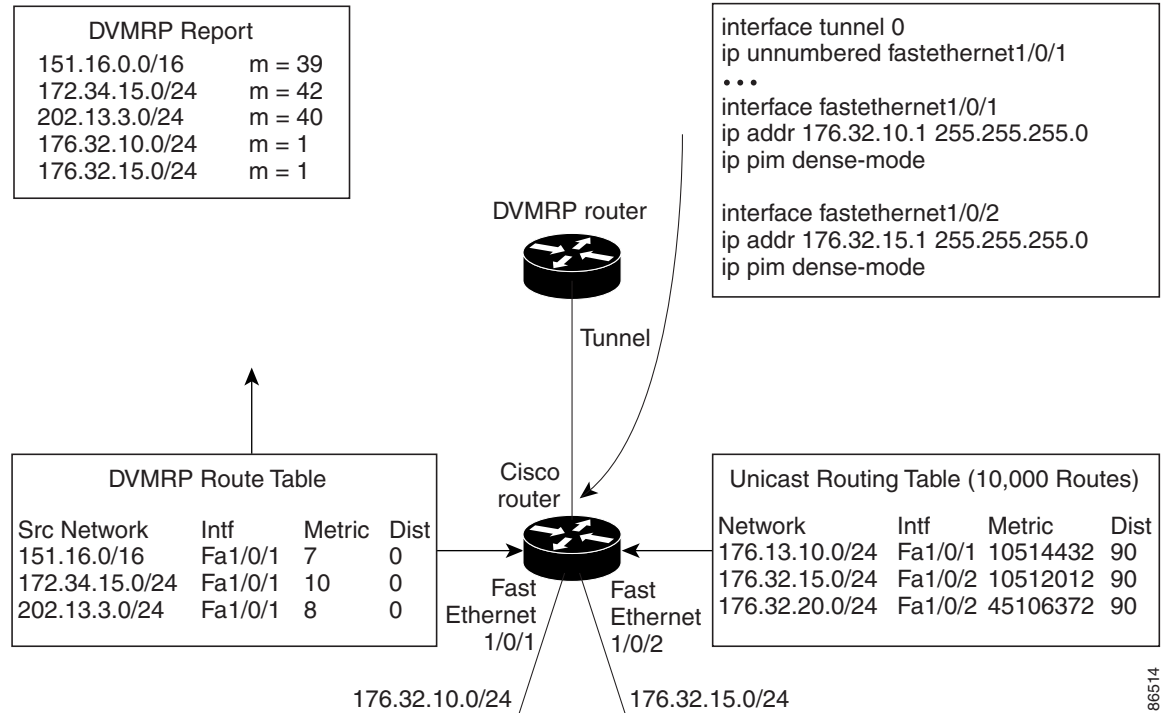 DVMRP Report
151.16.0.0/16 m = 39
172.34.15.0/24 m = 42
202.13.3.0/24 m = 40
176.32.10.0/24 m = 1
176.32.15.0/24 m = 1
interface tunnel 0
ip unnumbered fastethernet1/0/1
• • •
interface fastethernet1/0/1
ip addr 176.32.10.1 255.255.255.0
ip pim dense-mode
interface fastethernet1/0/2
ip addr 176.32.15.1 255.255.255.0
ip pim dense-mode
DVMRP router
Tunnel
DVMRP Route Table
Src Network Intf Metric Dist
151.16.0/16 Fa1/0/1 7 0
172.34.15.0/24 Fa1/0/1 10 0
202.13.3.0/24 Fa1/0/1 8 0
Cisco
router
Unicast Routing Table (10,000 Routes)
Network Intf Metric Dist
176.13.10.0/24 Fa1/0/1 10514432 90
176.32.15.0/24 Fa1/0/2 10512012 90
176.32.20.0/24 Fa1/0/2 45106372 90
Fast
Ethernet
1/0/1
Fast
Ethernet
1/0/2
176.32.10.0/24
176.32.15.0/24
86514